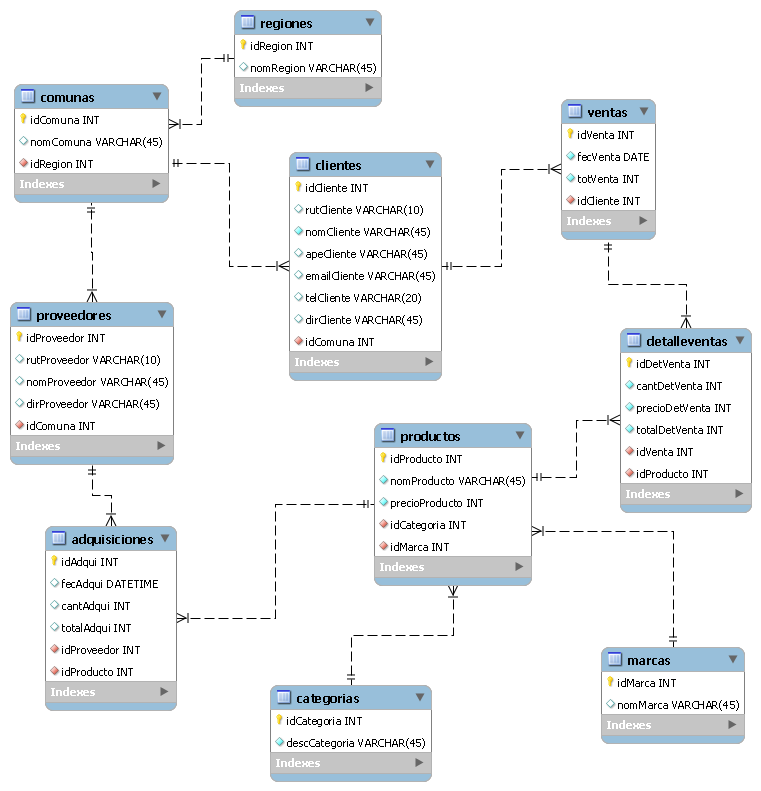 regiones
idRegion INT
nomRegion VARCHAR(45)
Indexes
comunas
idComuna INT
nomComuna VARCHAR(45)
idRegion INT
Indexes
clientes
idCliente INT
rutCliente VARCHAR(10)
nomCliente VARCHAR(45)
apeCliente VARCHAR(45)
emailCliente VARCHAR(45)
telCliente VARCHAR(20)
dirCliente VARCHAR(45)
idComuna INT
Indexes
ventas
idVenta INT
fecVenta DATE
totVenta INT
idCliente INT
Indexes
proveedores
idProveedor INT
rutProveedor VARCHAR(10)
nomProveedor VARCHAR(45)
dirProveedor VARCHAR(45)
idComuna INT
Indexes
detalleventas
idDetVenta INT
cantDetVenta INT
precioDetVenta INT
totalDetVenta INT
idVenta INT
idProducto INT
Indexes
productos
idProducto INT
nomProducto VARCHAR(45)
precioProducto INT
idCategoria INT
idMarca INT
Indexes
adquisiciones
idAdqui INT
fecAdqui DATETIME
cantAdqui INT
totalAdqui INT
idProveedor INT
idProducto INT
Indexes
categorias
idCategoria INT
descCategoria VARCHAR(45)
Indexes
marcas
idMarca INT
nomMarca VARCHAR(45)
Indexes